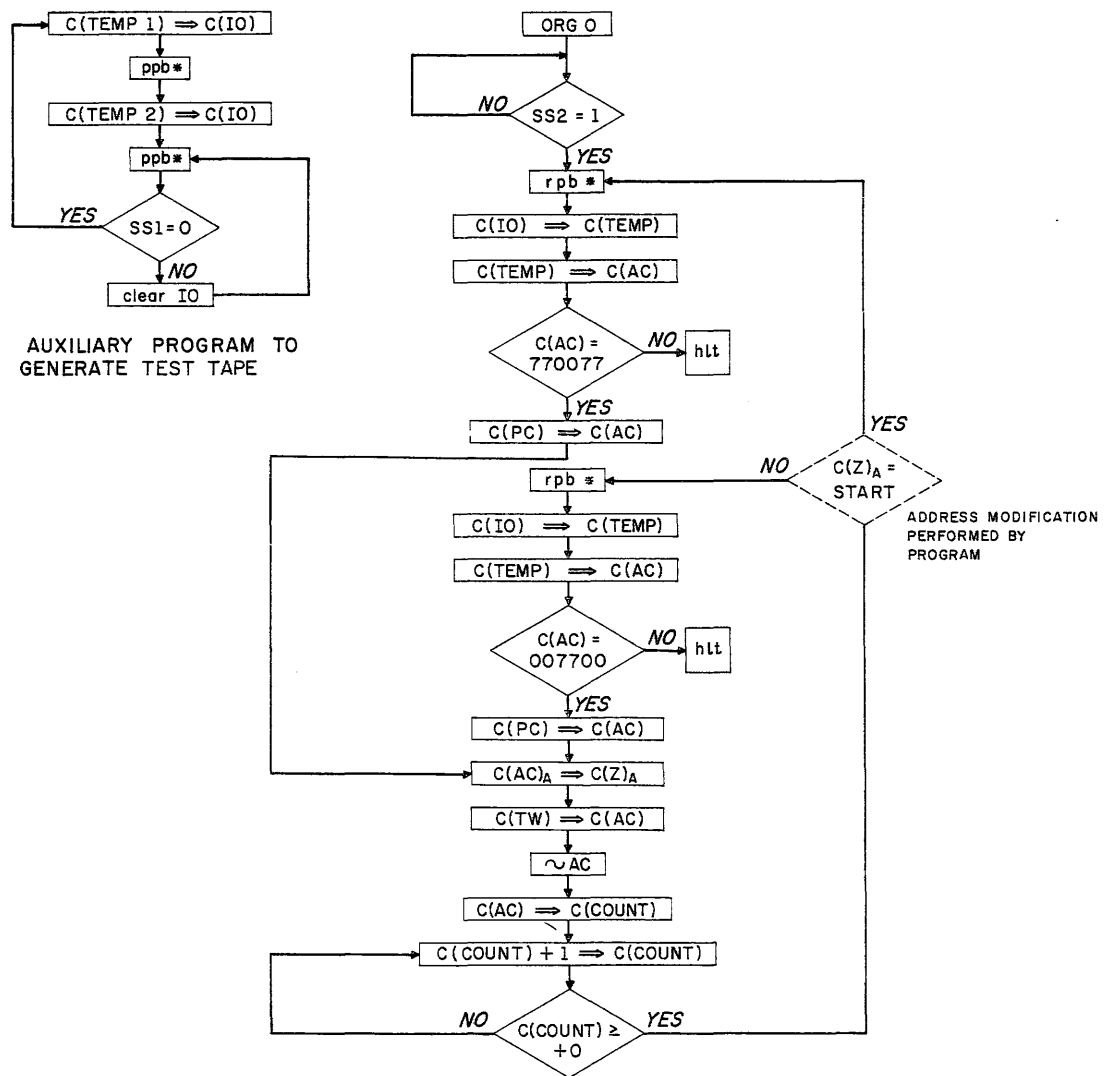 C(TEMP 1) ⟹ C(IO)
ppb*
C(TEMP 2) ⟹ C(IO)
ppb*
YES
SS1=0
NO
clear IO
AUXILIARY PROGRAM TO
GENERATE TEST TAPE
ORG 0
NO
SS2 = 1
YES
rpb *
C(IO) ⟹ C(TEMP)
C(TEMP) ⟹ C(AC)
C(AC) =
770077
NO
hlt
YES
C(PC) ⟹ C(AC)
rpb *
C(IO) ⟹ C(TEMP)
C(TEMP) ⟹ C(AC)
C(AC) =
007700
NO
hlt
YES
C(PC) ⟹ C(AC)
C(AC)A ⟹ C(Z)A
C(TW) ⟹ C(AC)
~AC
C(AC) ⟹ C(COUNT)
C(COUNT) + 1 ⟹ C(COUNT)
NO
C(COUNT) ≥
+0
YES
YES
NO
C(Z)A =
START
ADDRESS MODIFICATION
PERFORMED BY
PROGRAM